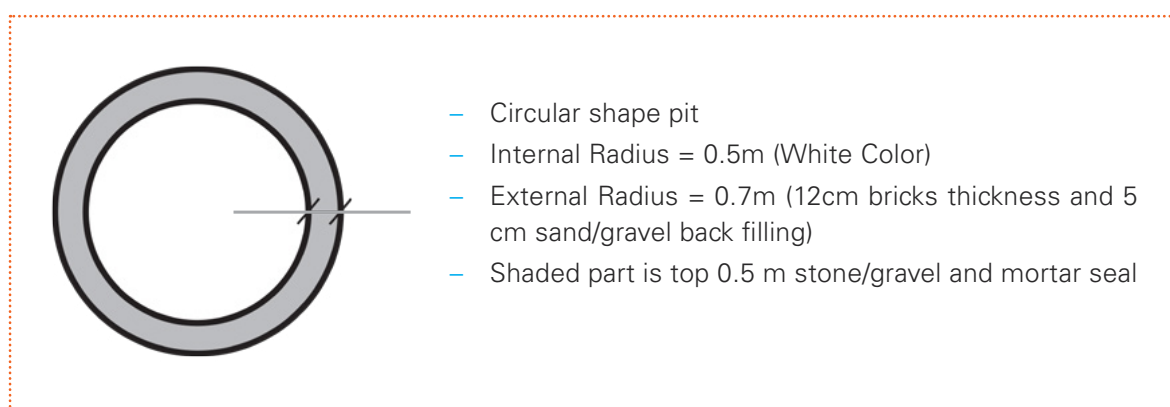 – Circular shape pit
– Internal Radius = 0.5m (White Color)
– External Radius = 0.7m (12cm bricks thickness and 5
cm sand/gravel back filling)
– Shaded part is top 0.5 m stone/gravel and mortar seal